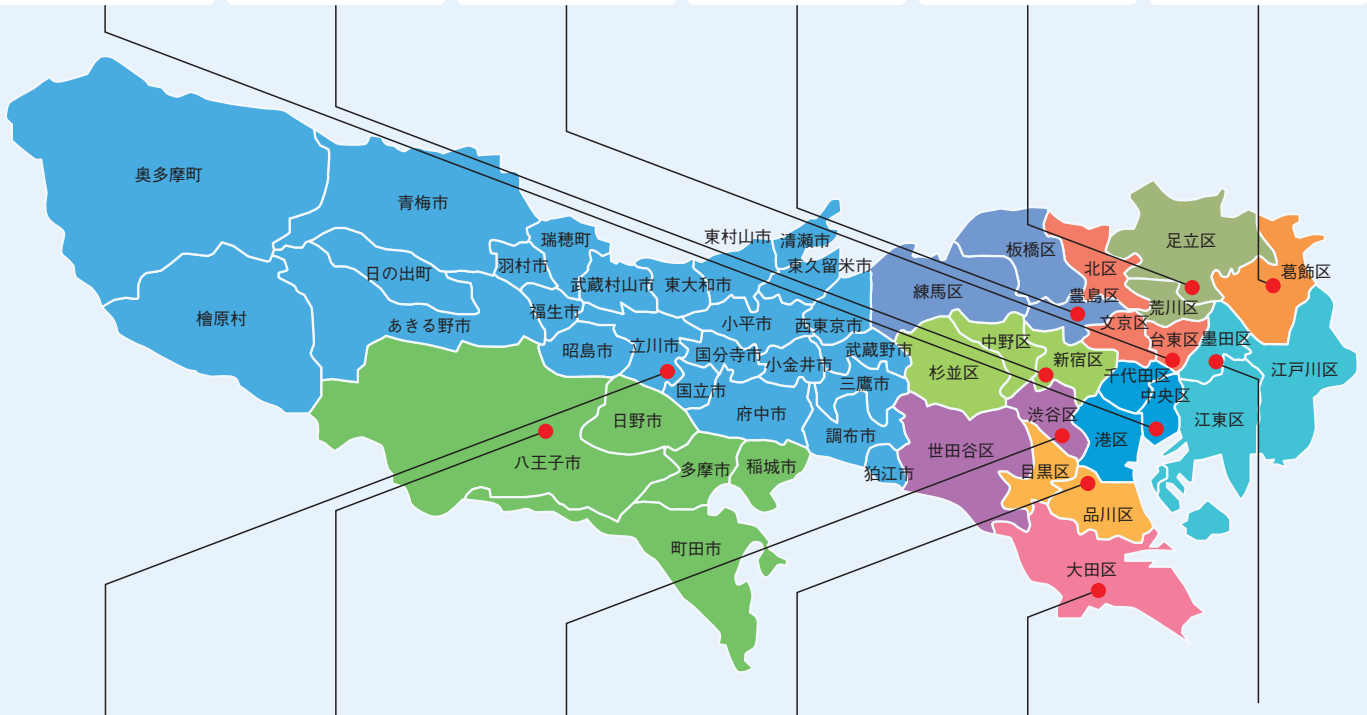 奥多摩町
青梅市
瑞穂町
羽村市
日の出町
檜原村
あきる野市
福生市
武蔵村山市
東大和市
東村山市
清瀬市
東久留米市
昭島市
立川市
小平市
西東京市
国分寺市
小金井市
武蔵野市
国立市
三鷹市
府中市
調布市
狛江市
日野市
八王子市
多摩市
稲城市
町田市
練馬区
板橋区
北区
足立区
葛飾区
豊島区
荒川区
文京区
台東区
墨田区
中野区
新宿区
杉並区
千代田区
中央区
江戸川区
江東区
渋谷区
港区
世田谷区
目黒区
品川区
大田区